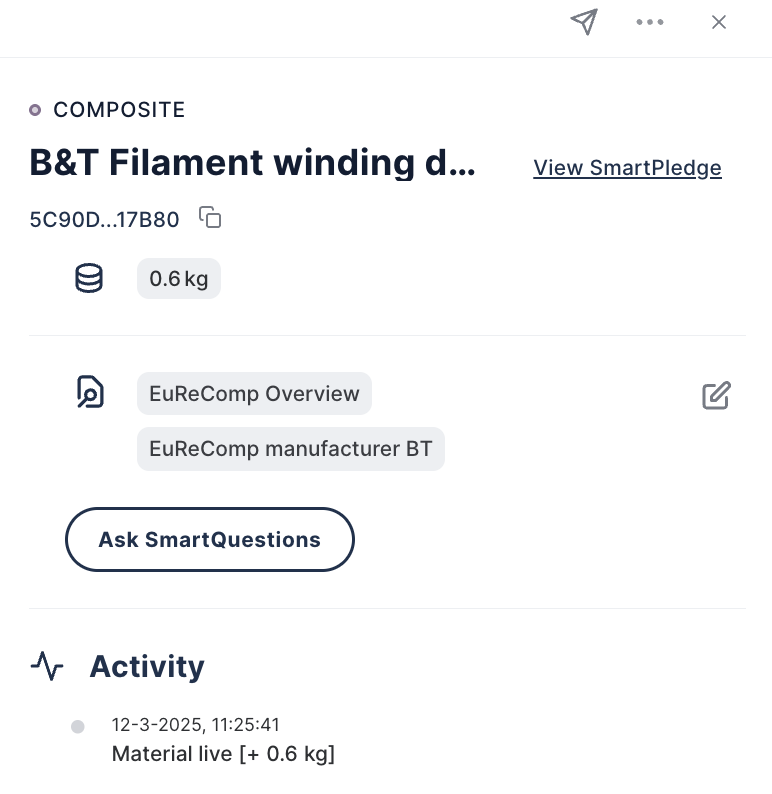 COMPOSITE
B&T Filament winding d...
View SmartPledge
5C90D...17B80
0.6 kg
EuReComp Overview
EuReComp manufacturer BT
Ask SmartQuestions
Activity
12-3-2025, 11:25:41
Material live [+ 0.6 kg]